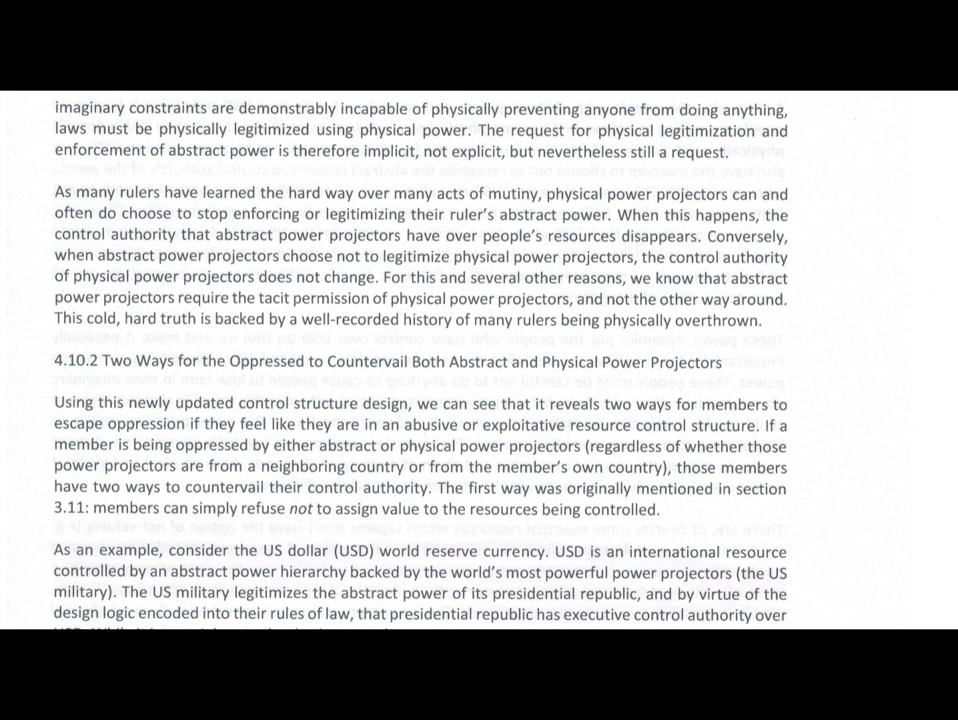 imaginary constraints are demonstrably incapable of physically preventing anyone from doing anything,
laws must be physically legitimized using physical power. The request for physical legitimization and
enforcement of abstract power is therefore implicit, not explicit, but nevertheless still a request.
As many rulers have learned the hard way over many acts of mutiny, physical power projectors can and
often do choose to stop enforcing or legitimizing their ruler's abstract power. When this happens, the
control authority that abstract power projectors have over people's resources disappears. Conversely,
when abstract power projectors choose not to legitimize physical power projectors, the control authority
of physical power projectors does not change. For this and several other reasons, we know that abstract
power projectors require the tacit permission of physical power projectors, and not the other way around.
This cold, hard truth is backed by a well-recorded history of many rulers being physically overthrown.
4.10.2 Two Ways for the Oppressed to Countervail Both Abstract and Physical Power Projectors
Using this newly updated control structure design, we can see that it reveals two ways for members to
escape oppression if they feel like they are in an abusive or exploitative resource control structure. If a
member is being oppressed by either abstract or physical power projectors (regardless of whether those
power projectors are from a neighboring country or from the member's own country), those members
have two ways to countervail their control authority. The first way was originally mentioned in section
3.11: members can simply refuse not to assign value to the resources being controlled.
As an example, consider the US dollar (USD) world reserve currency. USD is an international resource
controlled by an abstract power hierarchy backed by the world's most powerful power projectors (the US
military). The US military legitimizes the abstract power of its presidential republic, and by virtue of the
design logic encoded into their rules of law, that presidential republic has executive control authority over